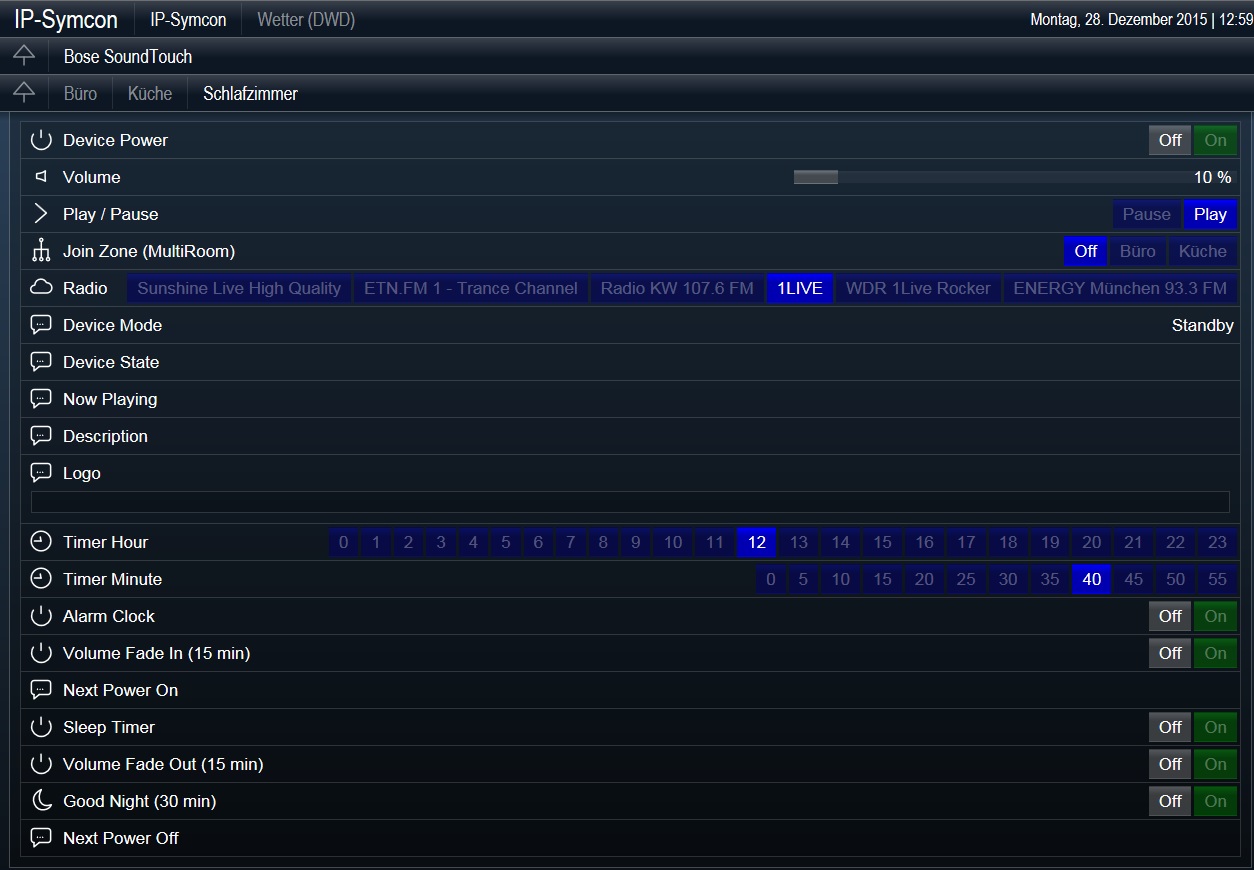 IP-Symcon IP-Symcon Wetter (DWD) Montag, 28. Dezember 2015 | 12:59
Bose SoundTouch
Büro Küche Schlafzimmer
Device Power Off On
Volume 10 %
Play / Pause Pause Play
Join Zone (MultiRoom) Off Büro Küche
Radio Sunshine Live High Quality ETN.FM 1 - Trance Channel Radio KW 107.6 FM 1LIVE WDR 1Live Rocker ENERGY München 93.3 FM
Device Mode Standby
Device State
Now Playing
Description
Logo
Timer Hour 0 1 2 3 4 5 6 7 8 9 10 11 12 13 14 15 16 17 18 19 20 21 22 23
Timer Minute 0 5 10 15 20 25 30 35 40 45 50 55
Alarm Clock Off On
Volume Fade In (15 min) Off On
Next Power On
Sleep Timer Off On
Volume Fade Out (15 min) Off On
Good Night (30 min) Off On
Next Power Off